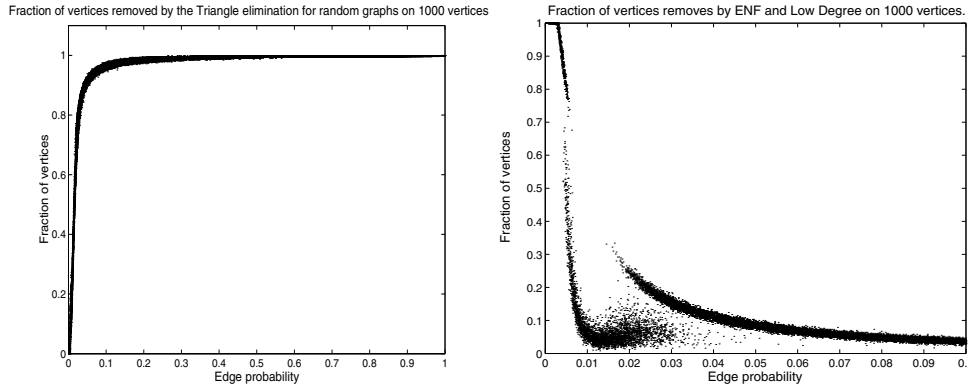 Fraction of vertices removed by the Triangle elimination for random graphs on 1000 vertices
1
0.8
0.6
0.4
0.2
0
Fraction of vertices
0 0.1 0.2 0.3 0.4 0.5 0.6 0.7 0.8 0.9 1
Edge probability
Fraction of vertices removes by ENF and Low Degree on 1000 vertices.
1
0.9
0.8
0.7
0.6
0.5
0.4
0.3
0.2
0.1
0
Fraction of vertices
0 0.01 0.02 0.03 0.04 0.05 0.06 0.07 0.08 0.09 0.
Edge probability